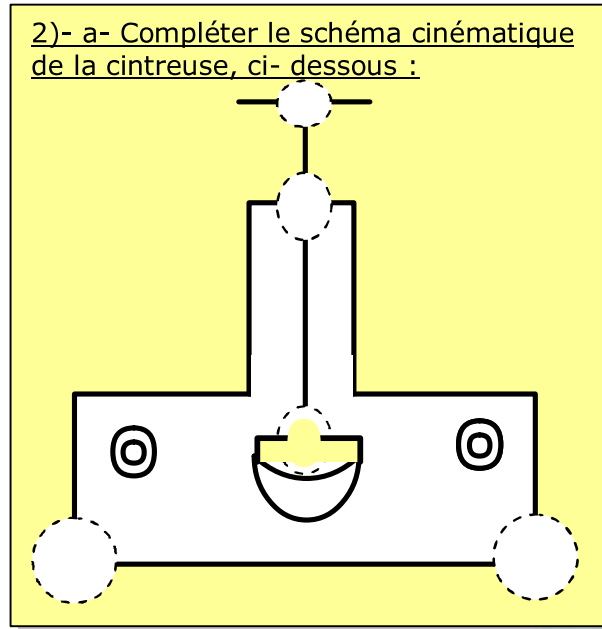 2)- a- Compléter le schéma cinématique
de la cintreuse, ci- dessous :